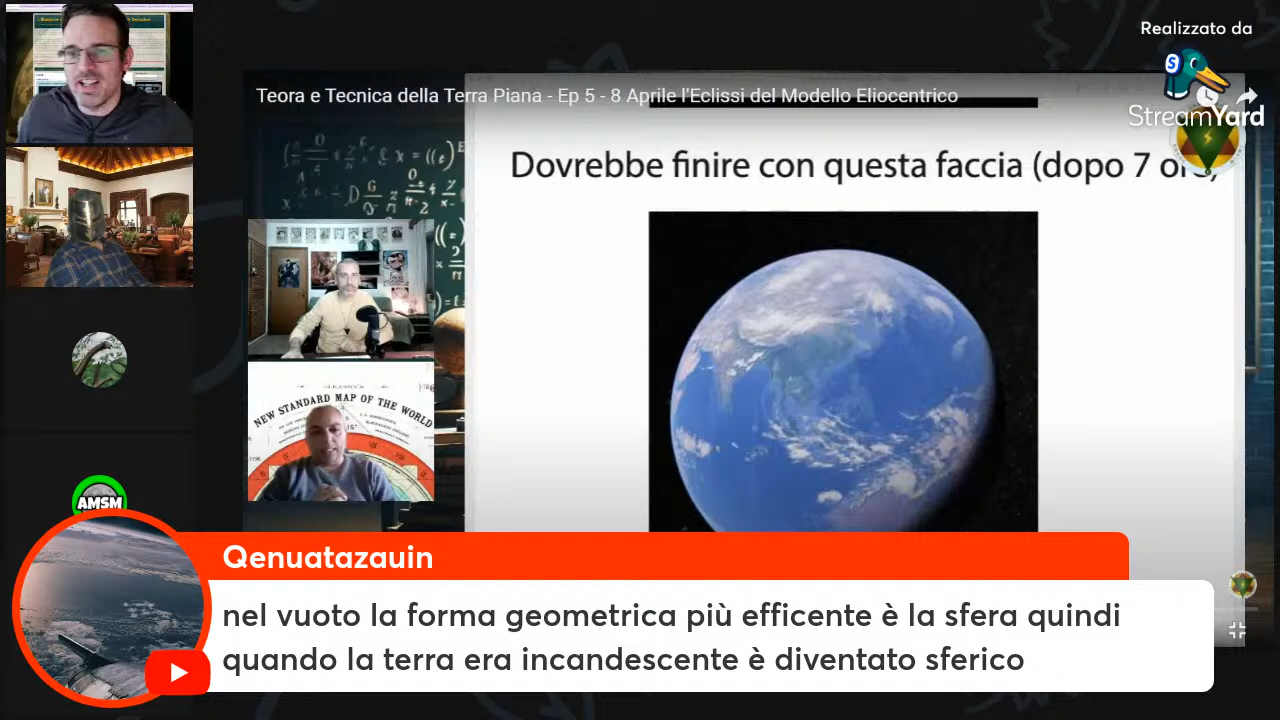 Realizzato da
StreamYard
Teora e Tecnica della Terra Piana - Ep 5 - 8 Aprile l'Eclissi del Modello Eliocentrico
Dovrebbe finire con questa faccia (dopo 7
NEW STANDARD MAP OF THE WORLD
AMSM
Qenuatazauin
nel vuoto la forma geometrica più efficente è la sfera quindi
quando la terra era incandescente è diventato sferico